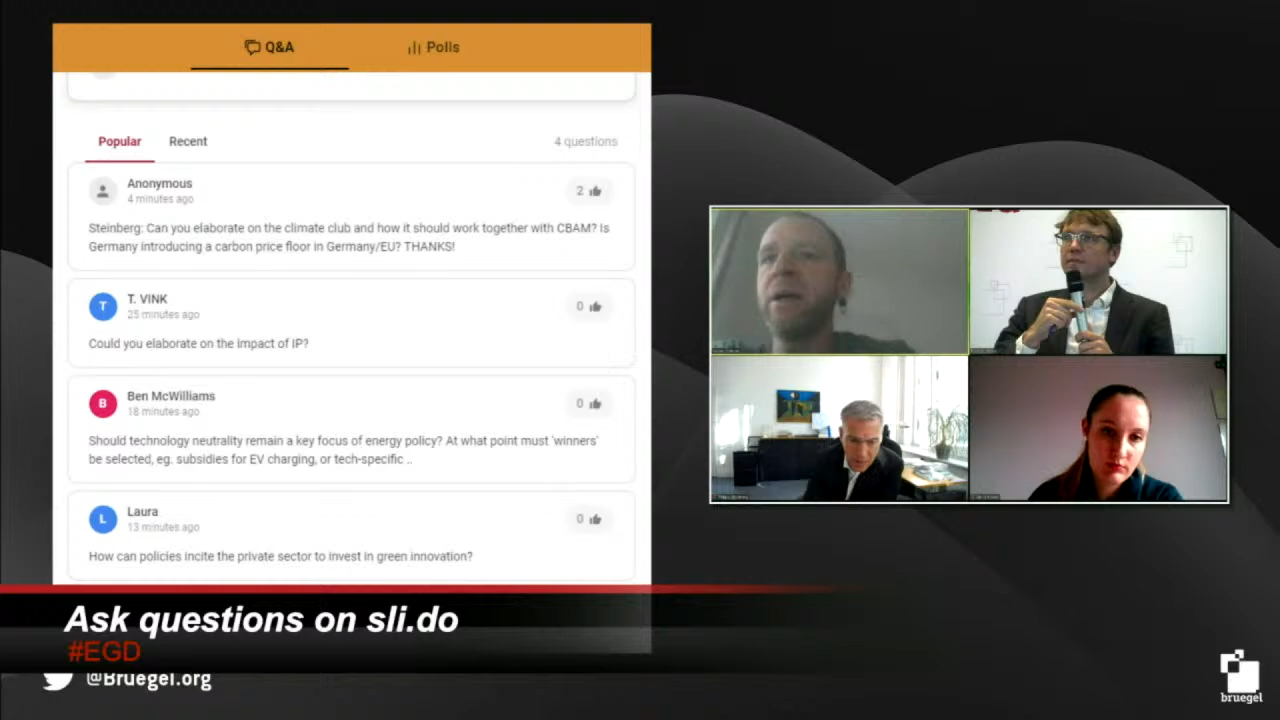 Q&A
Polls
Popular
Recent
4 questions
Anonymous
4 minutes ago
2
Steinberg: Can you elaborate on the climate club and how it should work together with CBAM? Is
Germany introducing a carbon price floor in Germany/EU? THANKS!
T
T. VINK
25 minutes ago
0
Could you elaborate on the impact of IP?
B
Ben McWilliams
18 minutes ago
0
Should technology neutrality remain a key focus of energy policy? At what point must 'winners'
be selected, eg. subsidies for EV charging, or tech-specific ..
L
Laura
13 minutes ago
0
How can policies incite the private sector to invest in green innovation?
Ask questions on sli.do
#EGD
@Bruegel.org
bruegel